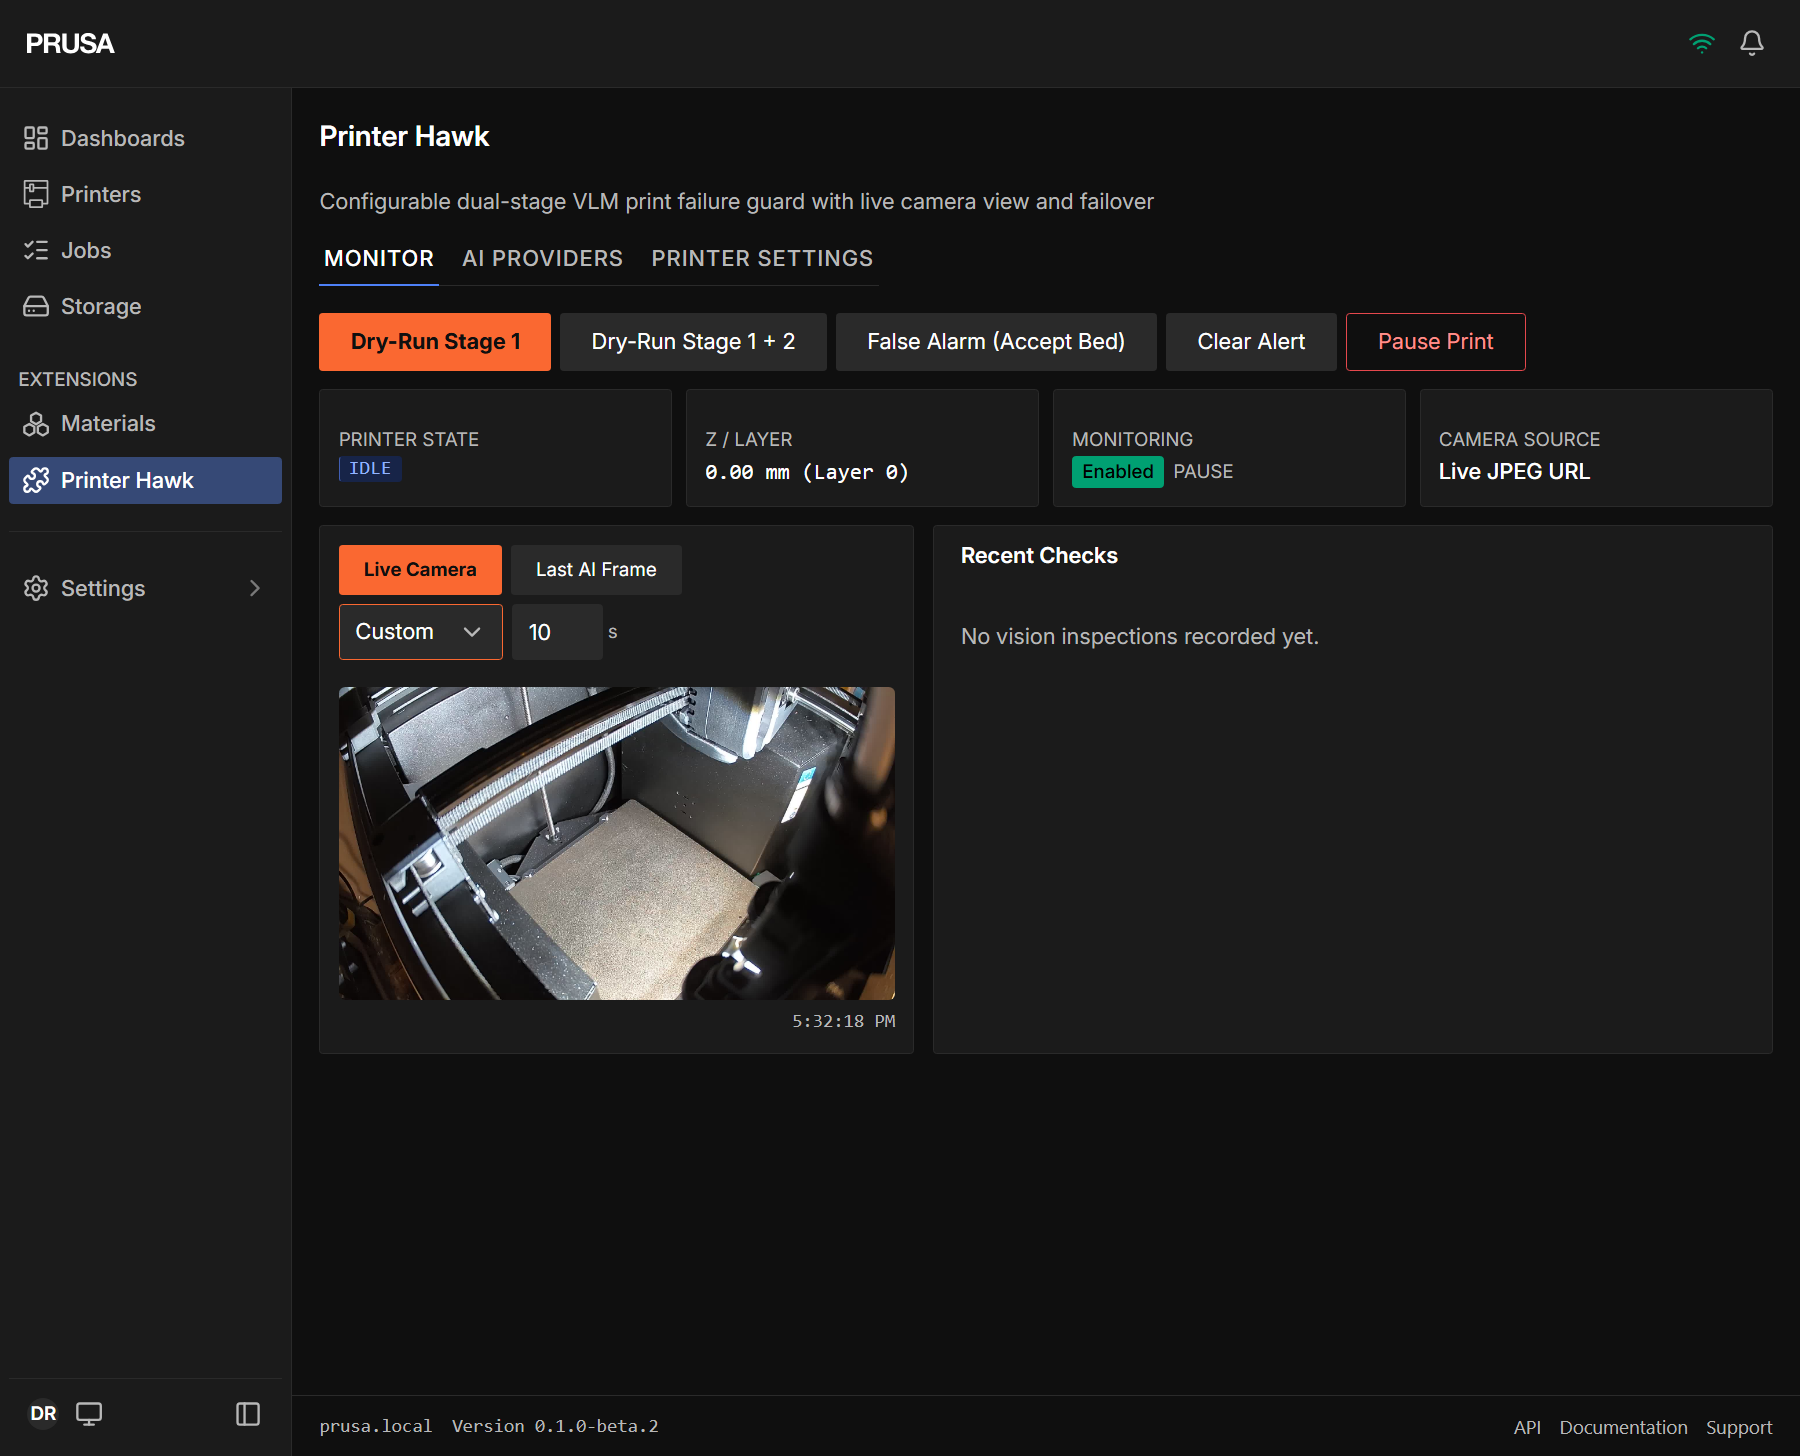 PRUSA
Dashboards
Printers
Jobs
Storage
EXTENSIONS
Materials
Printer Hawk
Settings
DR
Printer Hawk
Configurable dual-stage VLM print failure guard with live camera view and failover
MONITOR AI PROVIDERS PRINTER SETTINGS
Dry-Run Stage 1 Dry-Run Stage 1 + 2 False Alarm (Accept Bed) Clear Alert Pause Print
PRINTER STATE
IDLE
Z / LAYER
0.00 mm (Layer 0)
MONITORING
Enabled PAUSE
CAMERA SOURCE
Live JPEG URL
Live Camera Last AI Frame
Custom 10 s
5:32:18 PM
Recent Checks
No vision inspections recorded yet.
prusa.local Version 0.1.0-beta.2
API Documentation Support